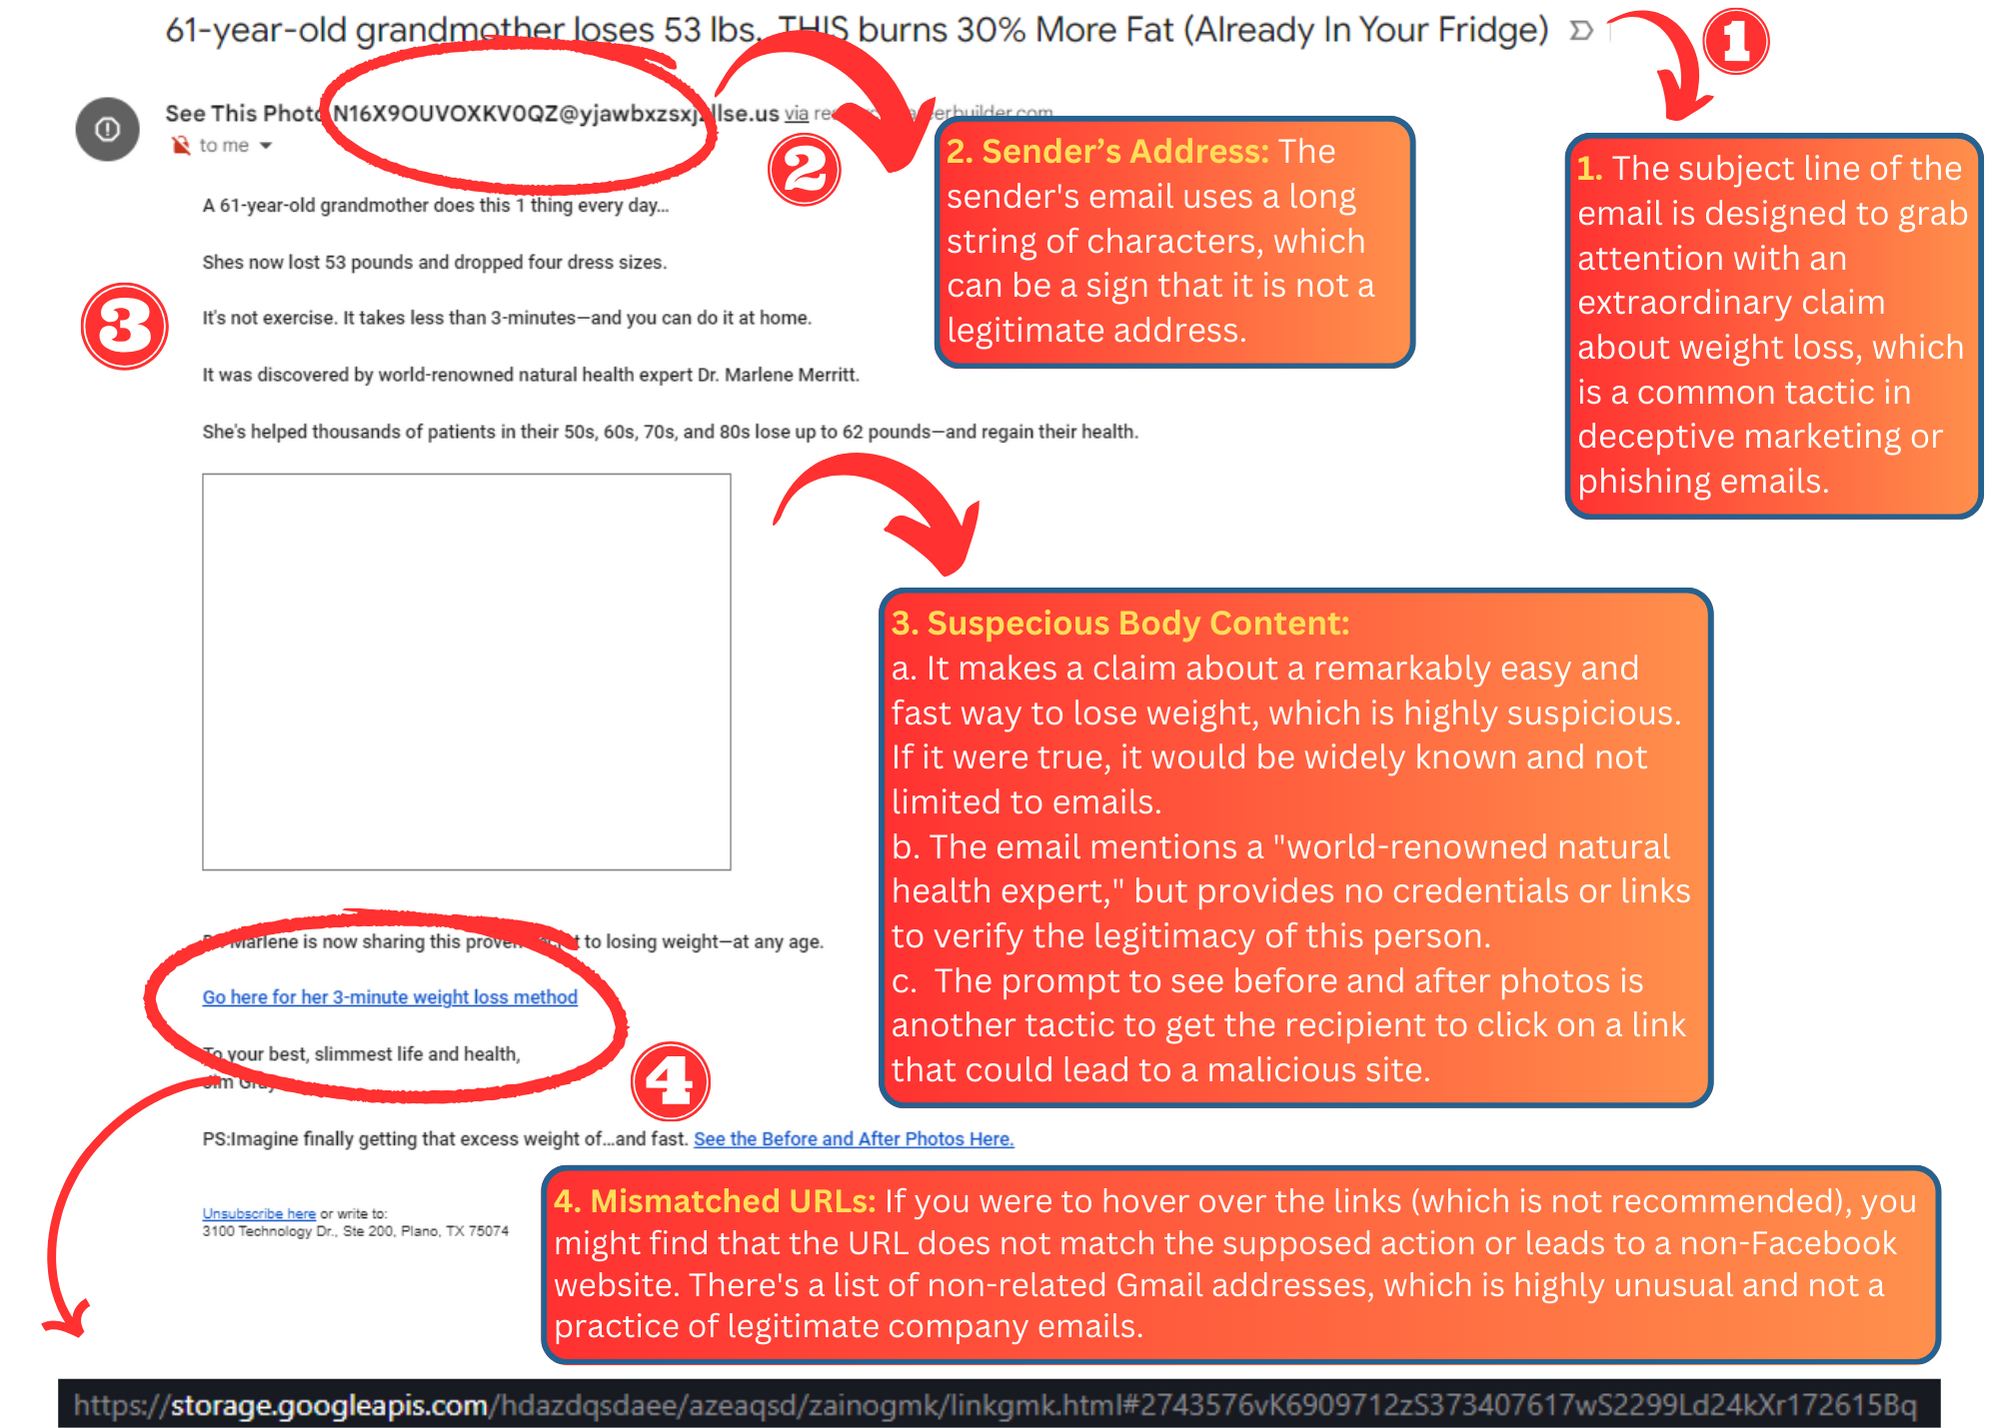 61-year-old grandmother loses 53 lbs. THIS burns 30% More Fat (Already In Your Fridge)
1
See This Photo N16X9OUVOXKV0QZ@yjawbxzsxj llse.us via
to me
2
A 61-year-old grandmother does this 1 thing every day...
Shes now lost 53 pounds and dropped four dress sizes.
3
It's not exercise. It takes less than 3-minutes—and you can do it at home.
It was discovered by world-renowned natural health expert Dr. Marlene Merritt.
She's helped thousands of patients in their 50s, 60s, 70s, and 80s lose up to 62 pounds—and regain their health.
2. Sender's Address: The
sender's email uses a long
string of characters, which
can be a sign that it is not a
legitimate address.
1. The subject line of the
email is designed to grab
attention with an
extraordinary claim
about weight loss, which
is a common tactic in
deceptive marketing or
phishing emails.
3. Suspecious Body Content:
a. It makes a claim about a remarkably easy and
fast way to lose weight, which is highly suspicious.
If it were true, it would be widely known and not
limited to emails.
b. The email mentions a "world-renowned natural
health expert," but provides no credentials or links
to verify the legitimacy of this person.
c. The prompt to see before and after photos is
another tactic to get the recipient to click on a link
that could lead to a malicious site.
Marlene is now sharing this proven to losing weight—at any age.
Go here for her 3-minute weight loss method
To your best, slimmest life and health,
4
PS:Imagine finally getting that excess weight of...and fast. See the Before and After Photos Here.
Unsubscribe here or write to:
3100 Technology Dr., Ste 200, Plano, TX 75074
4. Mismatched URLs: If you were to hover over the links (which is not recommended), you
might find that the URL does not match the supposed action or leads to a non-Facebook
website. There's a list of non-related Gmail addresses, which is highly unusual and not a
practice of legitimate company emails.
https://storage.googleapis.com/hdazdqsdaee/azeaqsd/zainogmk/linkgmk.html#2743576vK6909712zS373407617wS2299Ld24kXr172615Bq